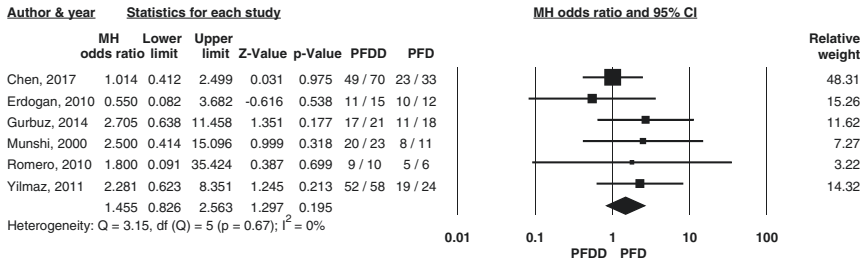 Author & year Statistics for each study MH odds ratio and 95% CI
MH Lower Upper Relative
odds ratio limit limit Z-Value p-Value PFDD PFD weight
Chen, 2017 1.014 0.412 2.499 0.031 0.975 49 / 70 23 / 33 48.31
Erdogan, 2010 0.550 0.082 3.682 -0.616 0.538 11 / 15 10 / 12 15.26
Gurbuz, 2014 2.705 0.638 11.458 1.351 0.177 17 / 21 11 / 18 11.62
Munshi, 2000 2.500 0.414 15.096 0.999 0.318 20 / 23 8 / 11 7.27
Romero, 2010 1.800 0.091 35.424 0.387 0.699 9 / 10 5 / 6 3.22
Yilmaz, 2011 2.281 0.623 8.351 1.245 0.213 52 / 58 19 / 24 14.32
1.455 0.826 2.563 1.297 0.195
Heterogeneity: Q = 3.15, df (Q) = 5 (p = 0.67); I² = 0%
0.01 0.1 1 10 100
PFDD PFD